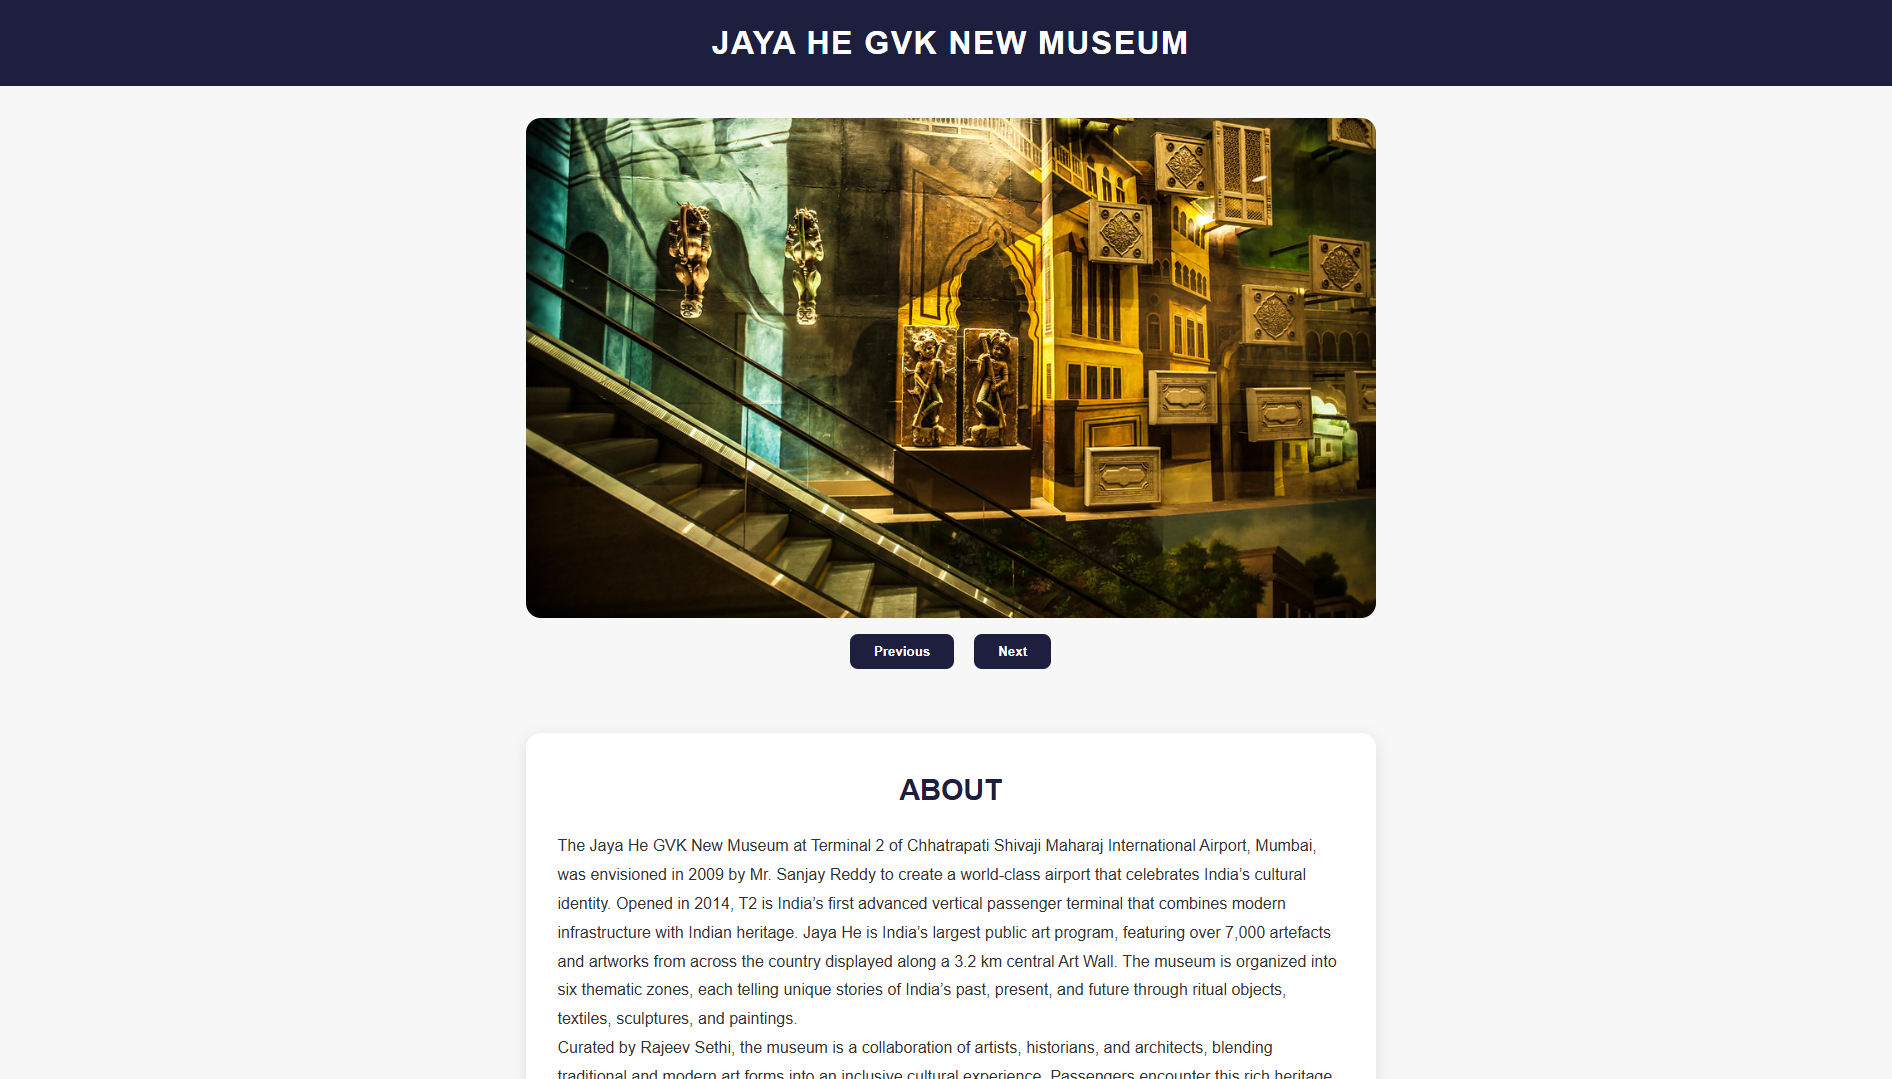 JAYA HE GVK NEW MUSEUM
Previous
Next
ABOUT
The Jaya He GVK New Museum at Terminal 2 of Chhatrapati Shivaji Maharaj International Airport, Mumbai,
was envisioned in 2009 by Mr. Sanjay Reddy to create a world-class airport that celebrates India’s cultural
identity. Opened in 2014, T2 is India’s first advanced vertical passenger terminal that combines modern
infrastructure with Indian heritage. Jaya He is India’s largest public art program, featuring over 7,000 artefacts
and artworks from across the country displayed along a 3.2 km central Art Wall. The museum is organized into
six thematic zones, each telling unique stories of India’s past, present, and future through ritual objects,
textiles, sculptures, and paintings.
Curated by Rajeev Sethi, the museum is a collaboration of artists, historians, and architects, blending
traditional and modern art forms into an inclusive cultural experience. Passengers encounter this rich heritage